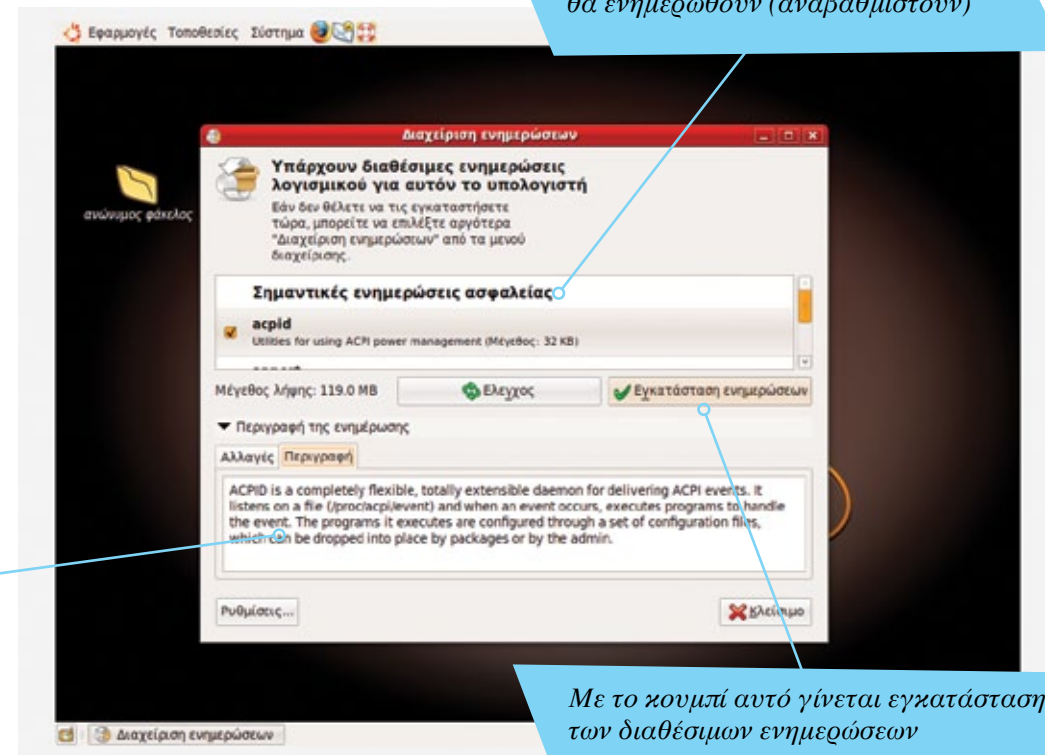 θα ενημερωθούν (αναβαθμιστούν)
Εφαρμογές Τοποθεσίες Σύστημα
Διαχείριση ενημερώσεων
ανώνυμος φάκελος
Υπάρχουν διαθέσιμες ενημερώσεις
λογισμικού για αυτόν το υπολογιστή
Εάν δεν θέλετε να τις εγκαταστήσετε
τώρα, μπορείτε να επιλέξτε αργότερα
"Διαχείριση ενημερώσεων" από τα μενού
διαχείρισης.
Σημαντικές ενημερώσεις ασφαλείας
acpid
Utilities for using ACPI power management (Μέγεθος: 32 KB)
Μέγεθος λήψης: 119.0 MB
Έλεγχος
Εγκατάσταση ενημερώσεων
Περιγραφή της ενημέρωσης
Αλλαγές Περιγραφή
ACPID is a completely flexible, totally extensible daemon for delivering ACPI events. It
listens on a file (/proc/acpi/event) and when an event occurs, executes programs to handle
the event. The programs it executes are configured through a set of configuration files,
which can be dropped into place by packages or by the admin.
Ρυθμίσεις...
Κλείσιμο
Με το κουμπί αυτό γίνεται εγκατάσταση
των διαθέσιμων ενημερώσεων
Διαχείριση ενημερώσεων